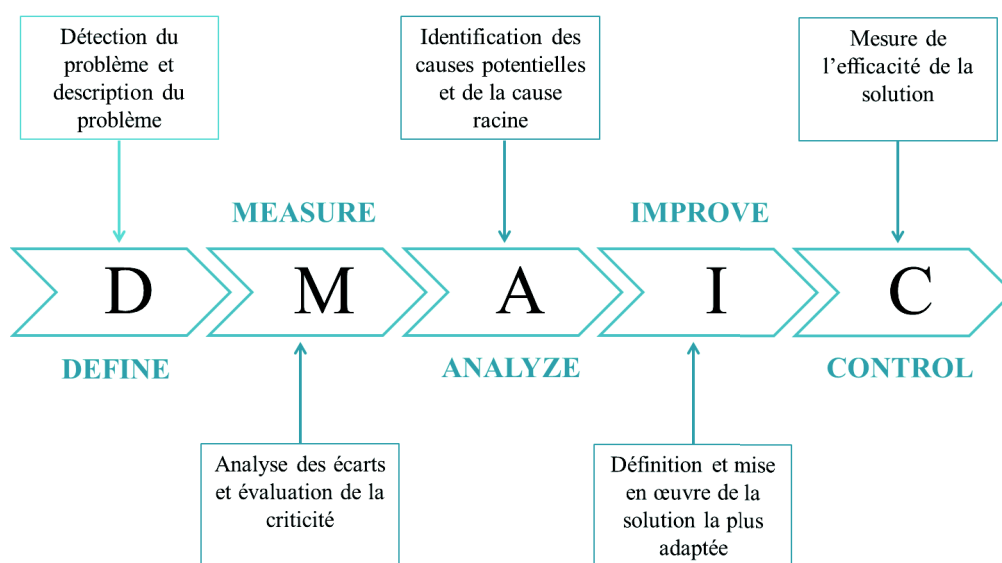 Détection du
problème et
description du
problème
Identification des
causes potentielles
et de la cause
racine
Mesure de
l’efficacité de la
solution
MEASURE
IMPROVE
D
M
A
I
C
DEFINE
ANALYZE
CONTROL
Analyse des écarts
et évaluation de la
criticité
Définition et mise
en œuvre de la
solution la plus
adaptée